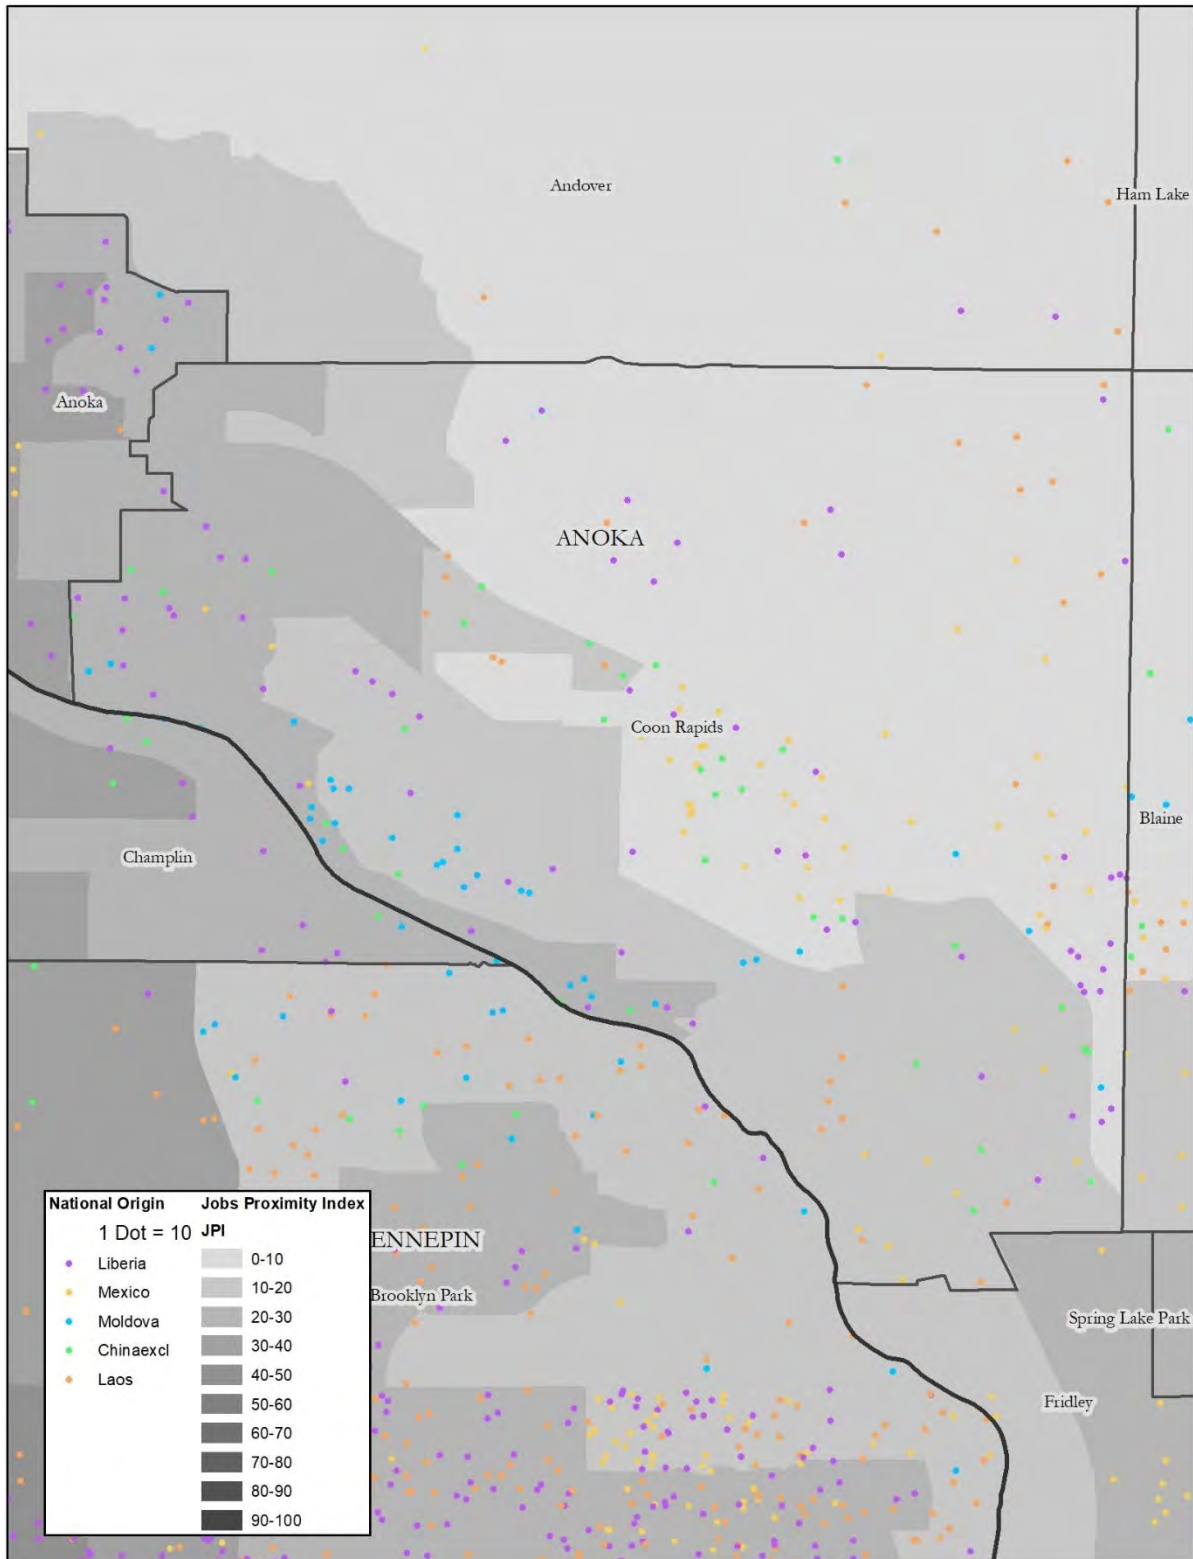 Andover
Ham Lake
Anoka
ANOKA
Coon Rapids
Blaine
Champlin
ENNEPIN
Brooklyn Park
Spring Lake Park
Fridley
National Origin
1 Dot = 10
Liberia
Mexico
Moldova
Chinaexcl
Laos
Jobs Proximity Index
JPI
0-10
10-20
20-30
30-40
40-50
50-60
60-70
70-80
80-90
90-100